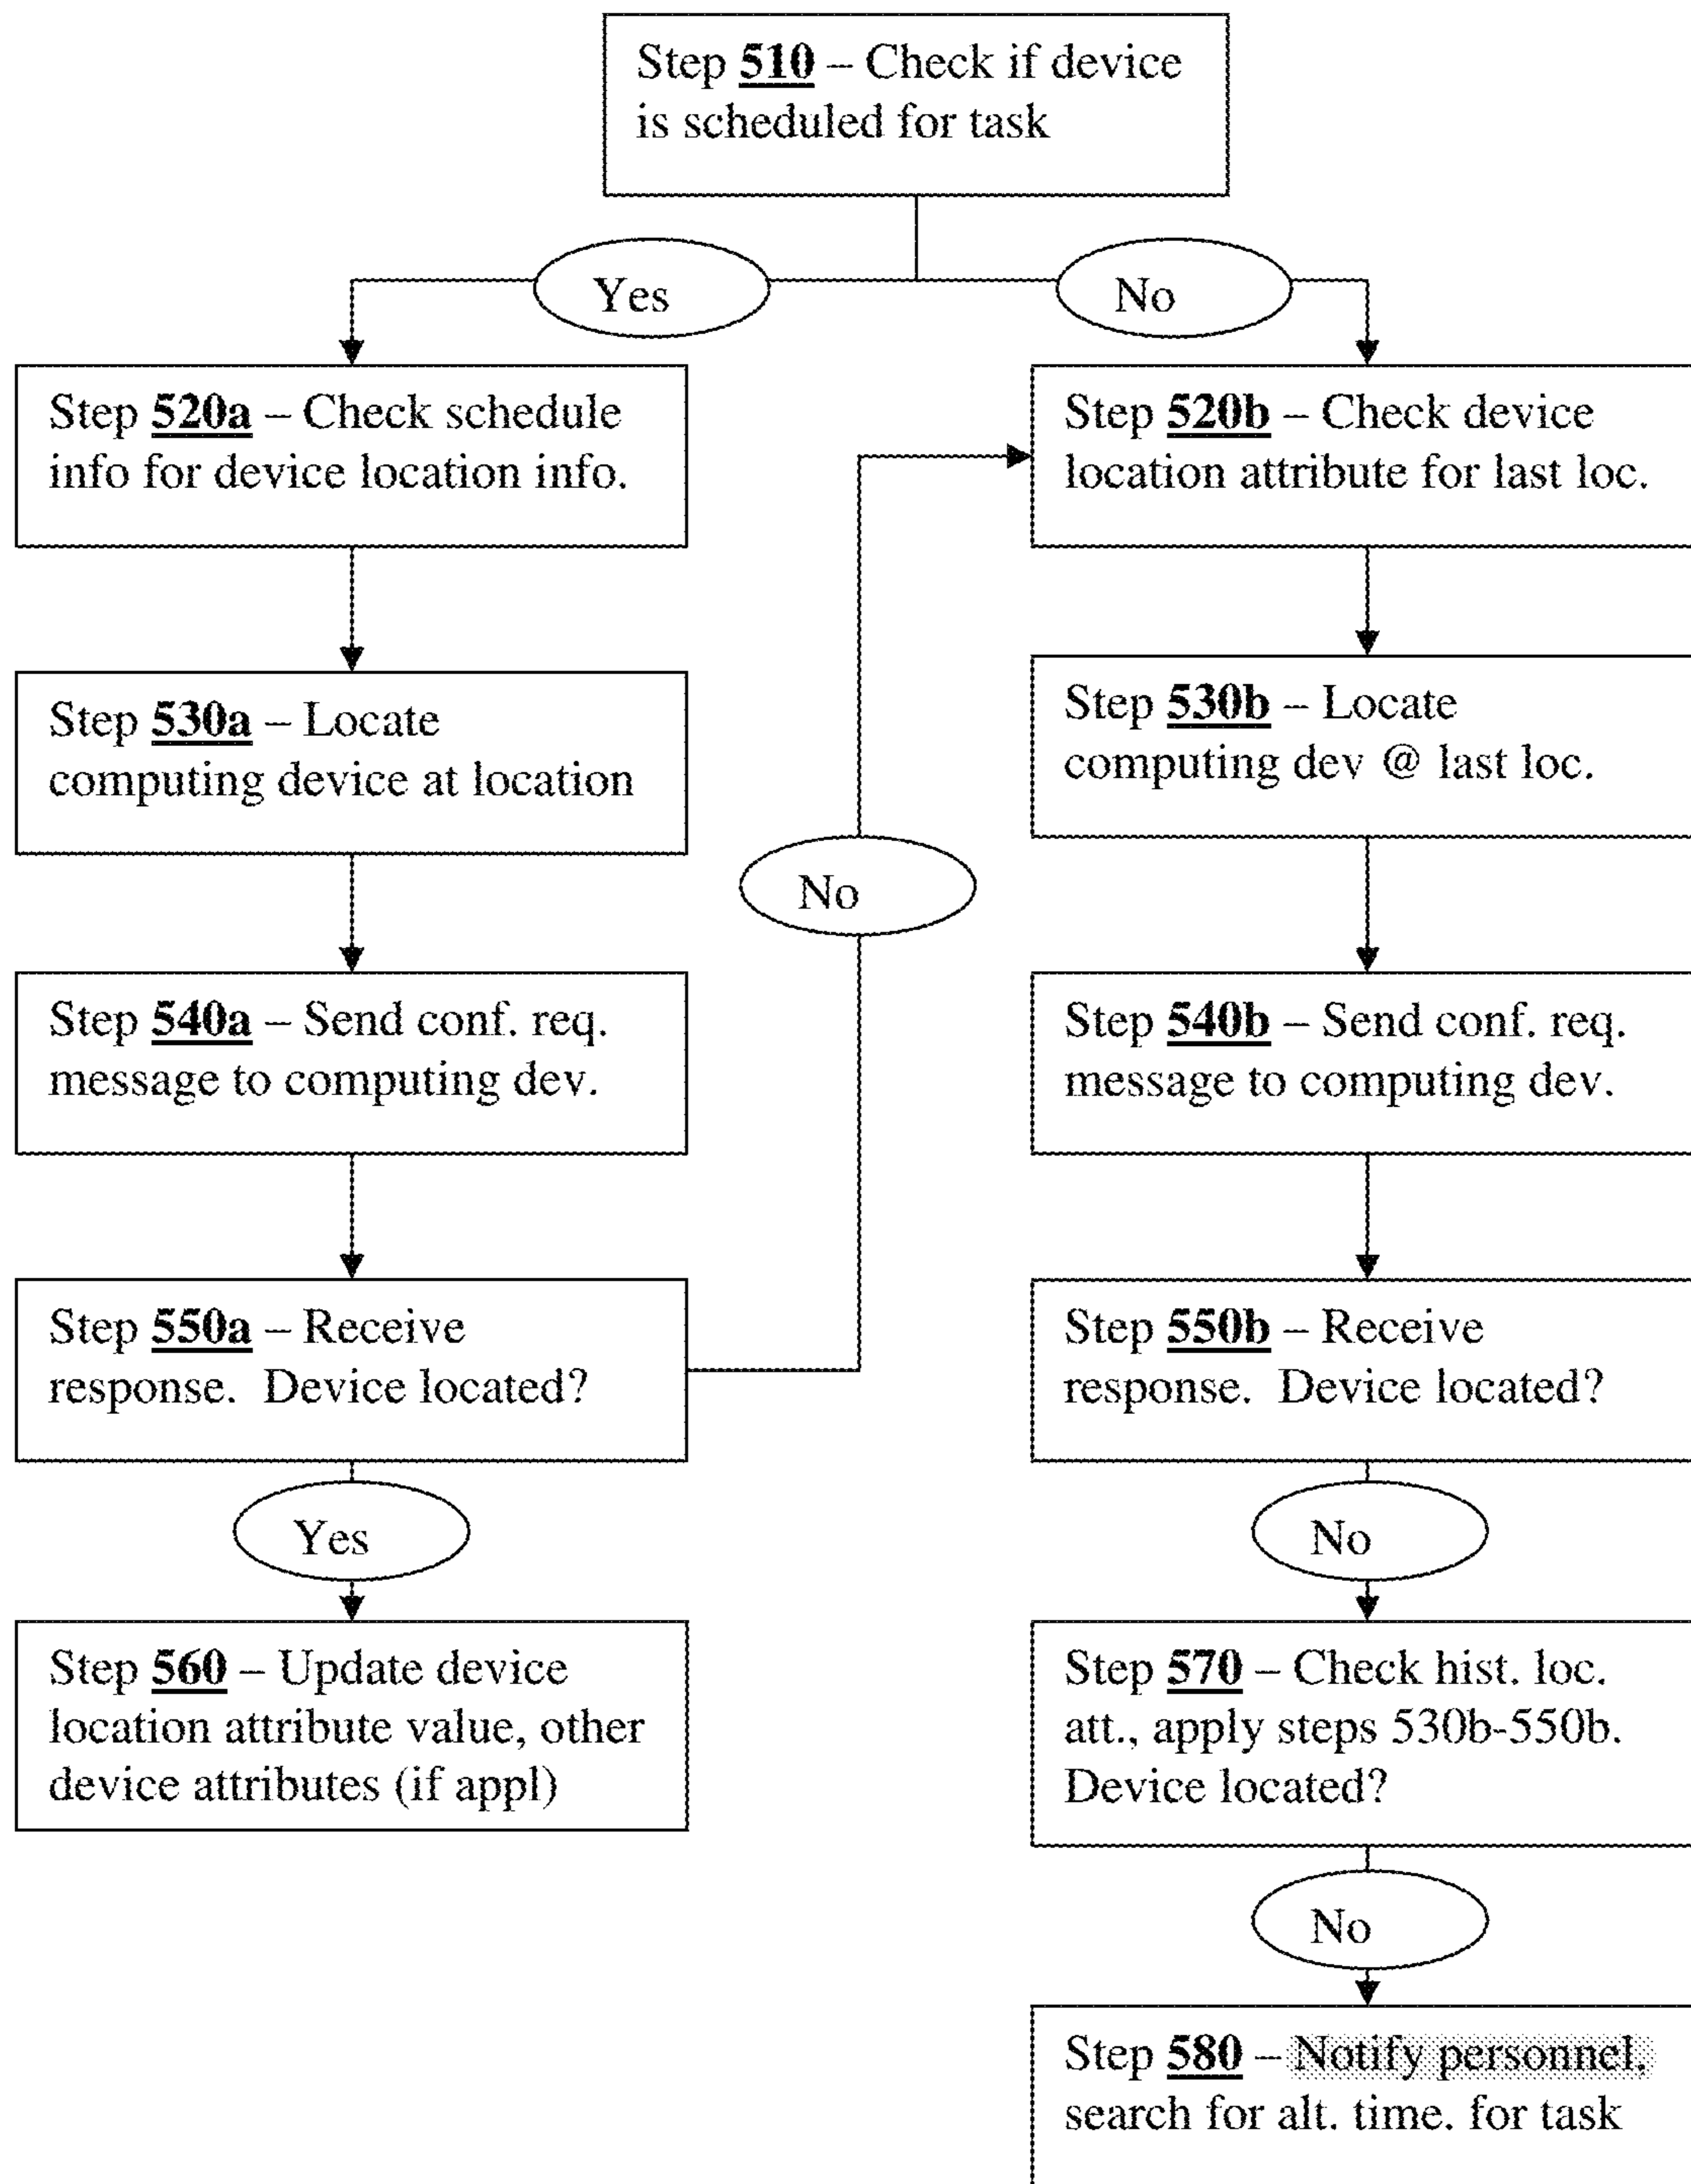 Step 510 – Check if device
is scheduled for task
Yes
No
Step 520a – Check schedule
info for device location info.
Step 520b – Check device
location attribute for last loc.
Step 530a – Locate
computing device at location
Step 530b – Locate
computing dev @ last loc.
No
Step 540a – Send conf. req.
message to computing dev.
Step 540b – Send conf. req.
message to computing dev.
Step 550a – Receive
response.  Device located?
Step 550b – Receive
response.  Device located?
Yes
No
Step 560 – Update device
location attribute value, other
device attributes (if appl)
Step 570 – Check hist. loc.
att., apply steps 530b-550b.
Device located?
No
Step 580 – Notify personnel,
search for alt. time. for task